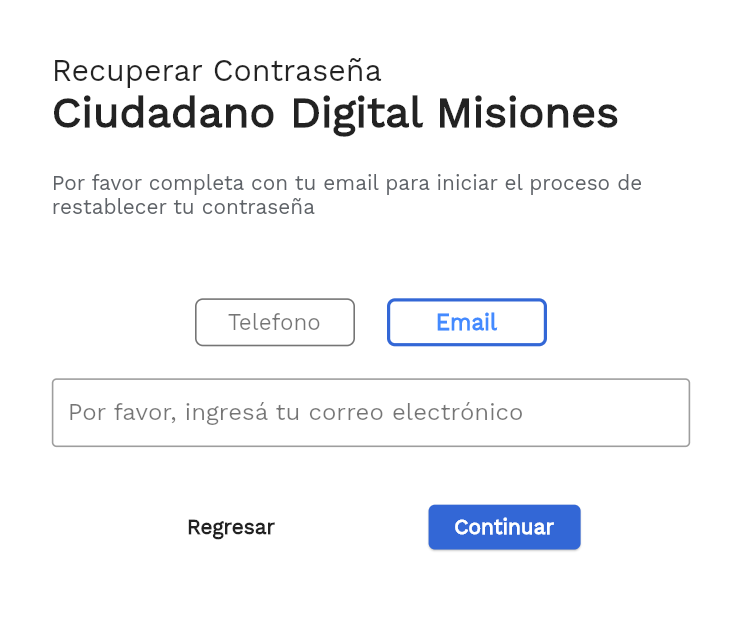 Recuperar Contraseña
Ciudadano Digital Misiones
Por favor completa con tu email para iniciar el proceso de
restablecer tu contraseña
Telefono
Email
Por favor, ingresá tu correo electrónico
Regresar
Continuar